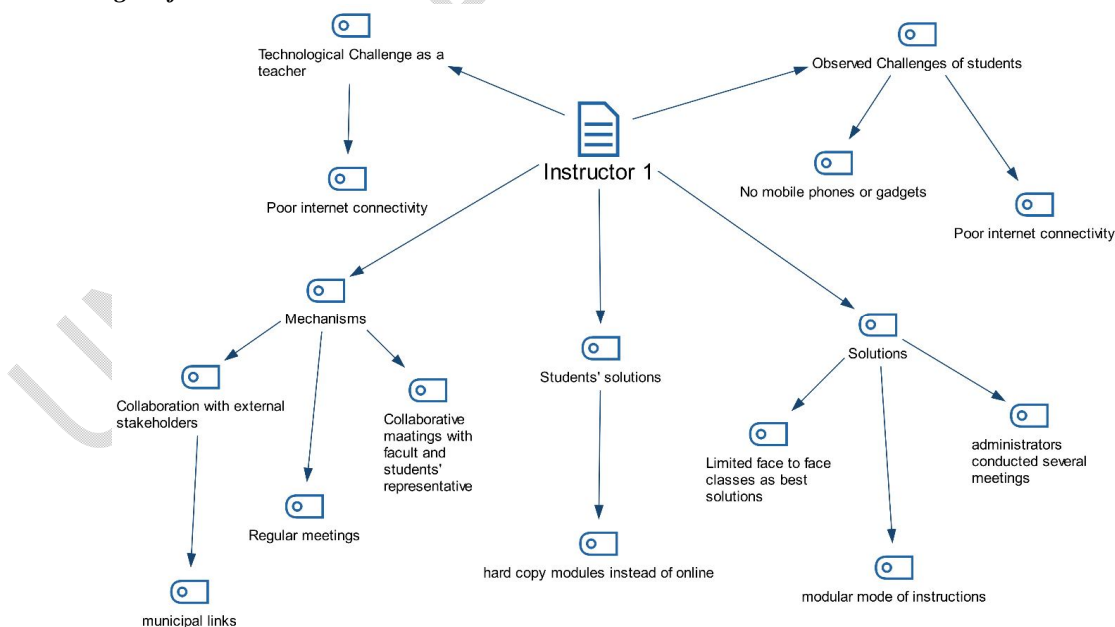 Technological Challenge as a
teacher
Observed Challenges of students
Instructor 1
Poor internet connectivity
No mobile phones or gadgets
Poor internet connectivity
Mechanisms
Students' solutions
Solutions
Collaboration with external
stakeholders
Collaborative
maatings with
facult and
students'
representative
Limited face to face
classes as best
solutions
administrators
conducted several
meetings
Regular meetings
hard copy modules instead of online
modular mode of instructions
municipal links